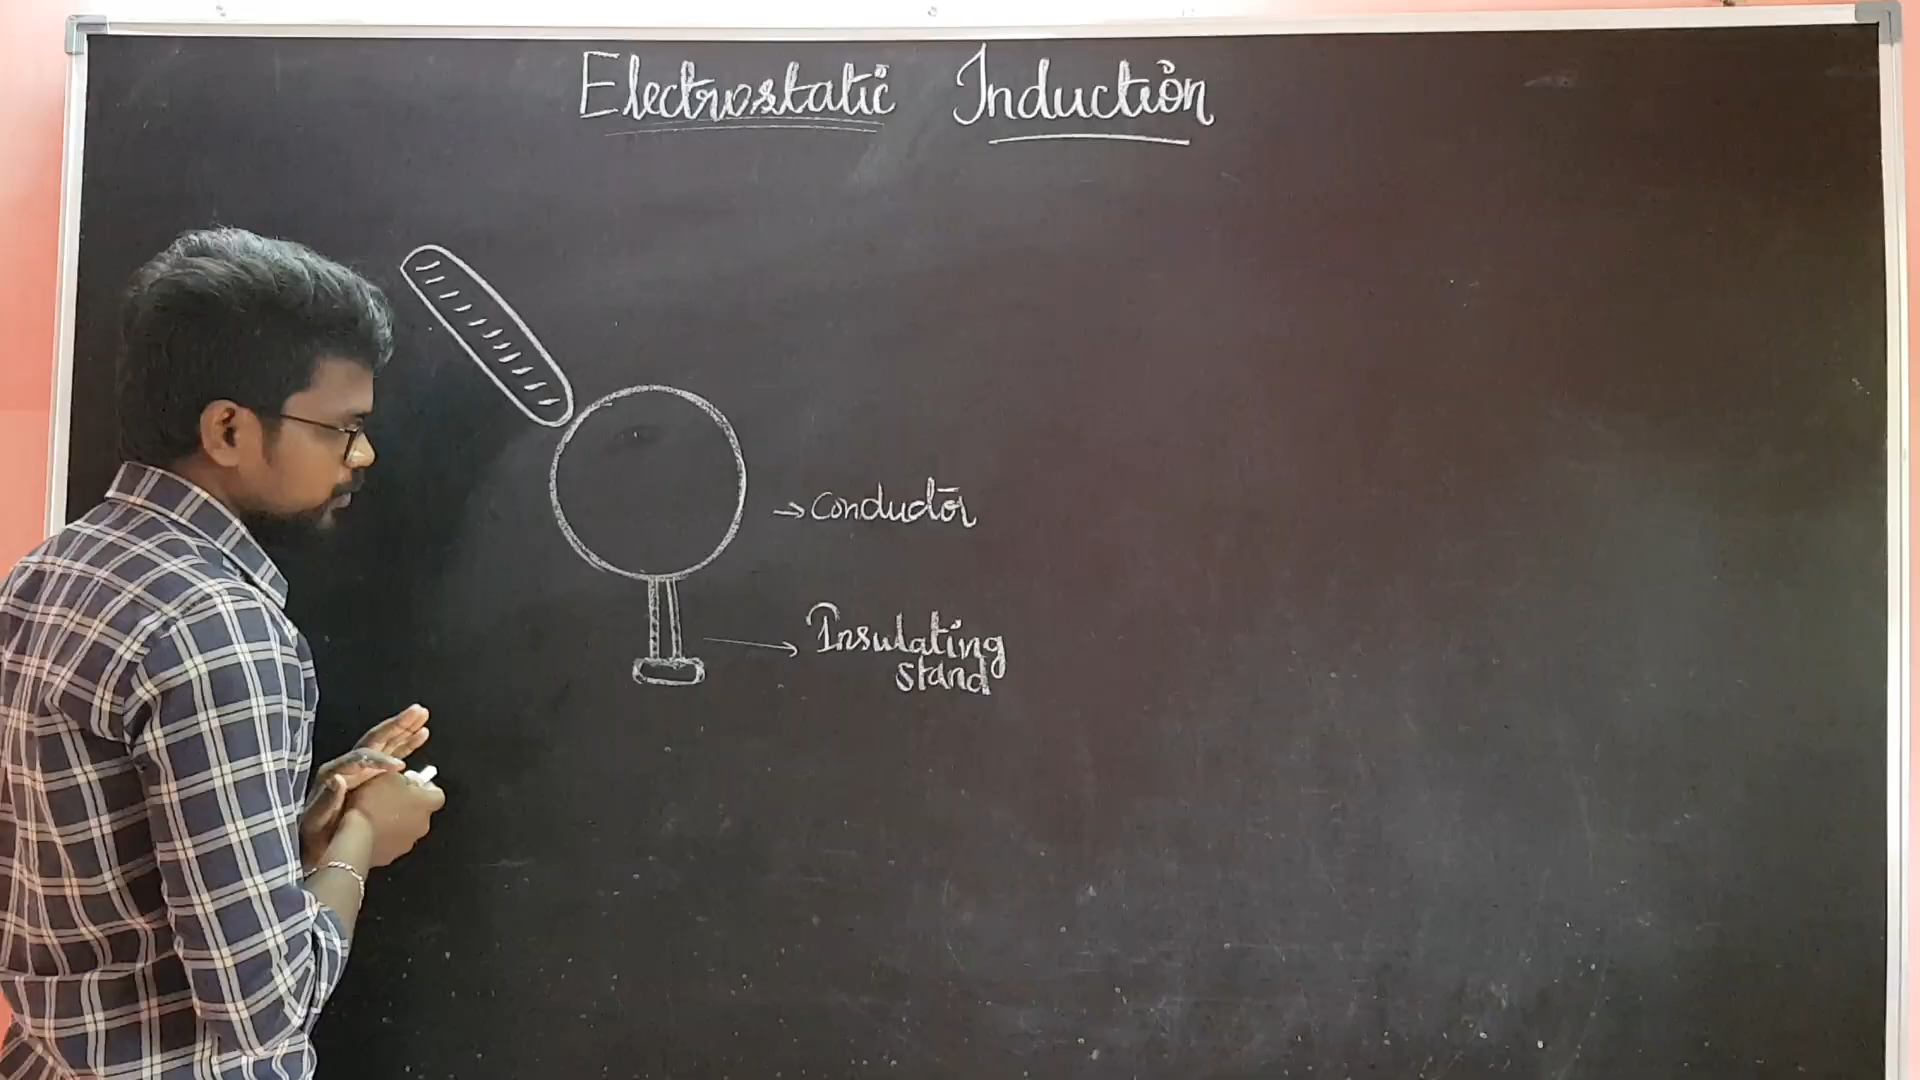 Electrostatic Induction
→ conductor
→ Insulating
stand